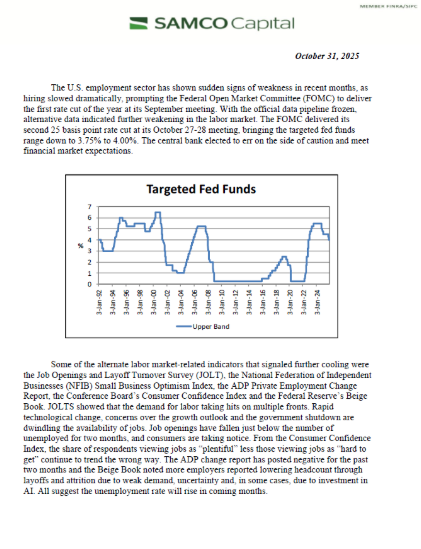 MEMBER FINRA/SIPC
SAMCO Capital
October 31, 2025
The U.S. employment sector has shown sudden signs of weakness in recent months, as
hiring slowed dramatically, prompting the Federal Open Market Committee (FOMC) to deliver
the first rate cut of the year at its September meeting. With the official data pipeline frozen,
alternative data indicated further weakening in the labor market. The FOMC delivered its
second 25 basis point rate cut at its October 27-28 meeting, bringing the targeted fed funds
range down to 3.75% to 4.00%. The central bank elected to err on the side of caution and meet
financial market expectations.
Targeted Fed Funds
7
6
5
4
3
2
1
0
%
3-Jan-92
3-Jan-94
3-Jan-96
3-Jan-98
3-Jan-00
3-Jan-02
3-Jan-04
3-Jan-06
3-Jan-08
3-Jan-10
3-Jan-12
3-Jan-14
3-Jan-16
3-Jan-18
3-Jan-20
3-Jan-22
3-Jan-24
Upper Band
Some of the alternate labor market-related indicators that signaled further cooling were
the Job Openings and Layoff Turnover Survey (JOLT), the National Federation of Independent
Businesses (NFIB) Small Business Optimism Index, the ADP Private Employment Change
Report, the Conference Board's Consumer Confidence Index and the Federal Reserve's Beige
Book. JOLTS showed that the demand for labor taking hits on multiple fronts. Rapid
technological change, concerns over the growth outlook and the government shutdown are
dwindling the availability of jobs. Job openings have fallen just below the number of
unemployed for two months, and consumers are taking notice. From the Consumer Confidence
Index, the share of respondents viewing jobs as "plentiful" less those viewing jobs as "hard to
get" continue to trend the wrong way. The ADP change report has posted negative for the past
two months and the Beige Book noted more employers reported lowering headcount through
layoffs and attrition due to weak demand, uncertainty and, in some cases, due to investment in
AI. All suggest the unemployment rate will rise in coming months.